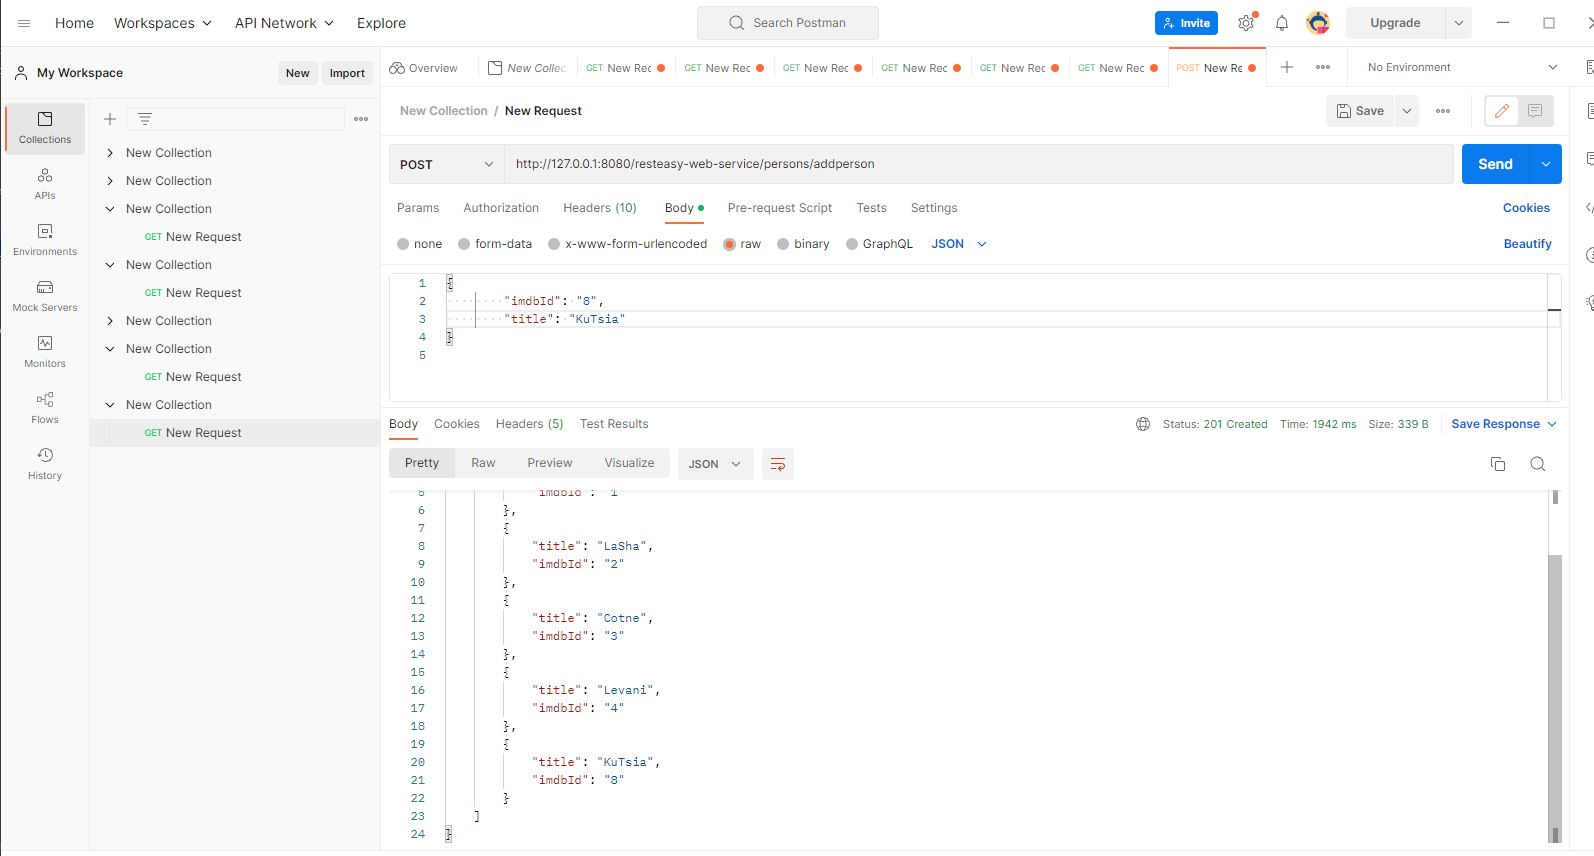 Home Workspaces API Network Explore Search Postman Invite Upgrade
My Workspace New Import Overview New Collec GET New Rec GET New Rec GET New Rec GET New Rec GET New Rec GET New Rec POST New Re No Environment
New Collection / New Request Save
Collections
APIs
Environments
Mock Servers
Monitors
Flows
History
New Collection
New Collection
New Collection
GET New Request
New Collection
GET New Request
New Collection
New Collection
GET New Request
New Collection
GET New Request
POST http://127.0.0.1:8080/resteasy-web-service/persons/addperson Send
Params Authorization Headers (10) Body Pre-request Script Tests Settings Cookies
none form-data x-www-form-urlencoded raw binary GraphQL JSON Beautify
1 {
2 "imdbId": "8",
3 "title": "KuTsia"
4 }
5
Body Cookies Headers (5) Test Results Status: 201 Created Time: 1942 ms Size: 339 B Save Response
Pretty Raw Preview Visualize JSON
5 "imdbId": "1"
6 },
7 {
8 "title": "LaSha",
9 "imdbId": "2"
10 },
11 {
12 "title": "Cotne",
13 "imdbId": "3"
14 },
15 {
16 "title": "Levani",
17 "imdbId": "4"
18 },
19 {
20 "title": "KuTsia",
21 "imdbId": "8"
22 }
23 ]
24 }